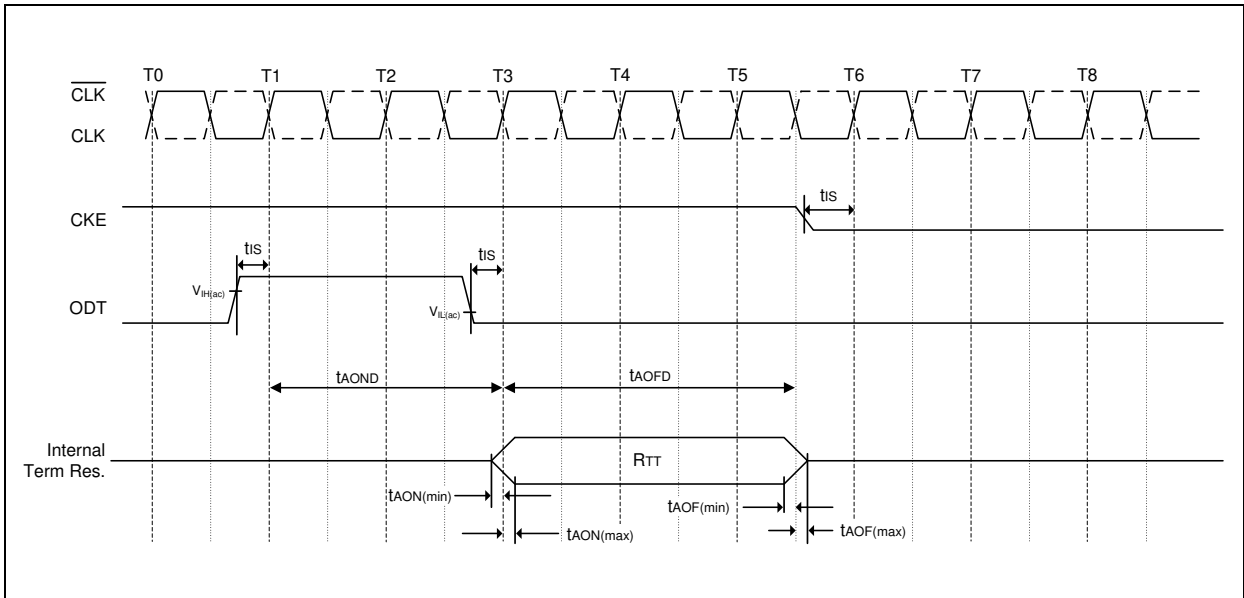 T0 T1 T2 T3 T4 T5 T6 T7 T8
CLK
CLK
CKE
tIS
tIS
tIS
VIH(ac)
VIL(ac)
ODT
tAOND
tAOFD
Internal
Term Res.
RTT
tAON(min)
tAOF(min)
tAON(max)
tAOF(max)